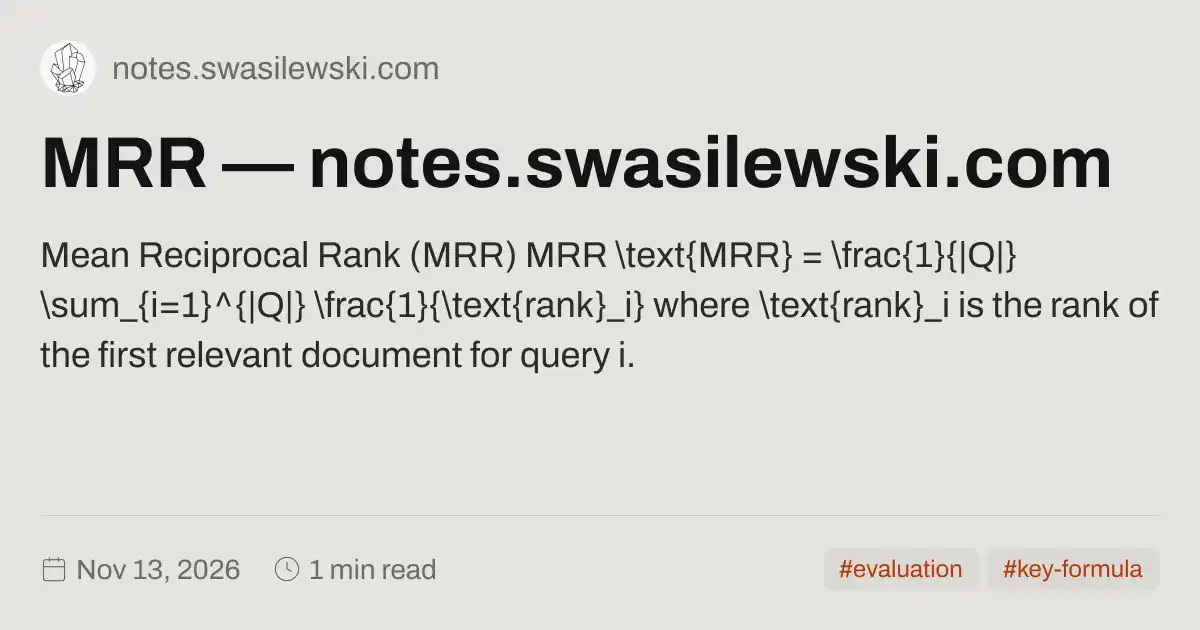 notes.swasilewski.com
MRR — notes.swasilewski.com
Mean Reciprocal Rank (MRR) MRR \text{MRR} = \frac{1}{|Q|}
\sum_{i=1}^{|Q|} \frac{1}{\text{rank}_i} where \text{rank}_i is the rank of
the first relevant document for query i.
Nov 13, 2026 1 min read #evaluation #key-formula